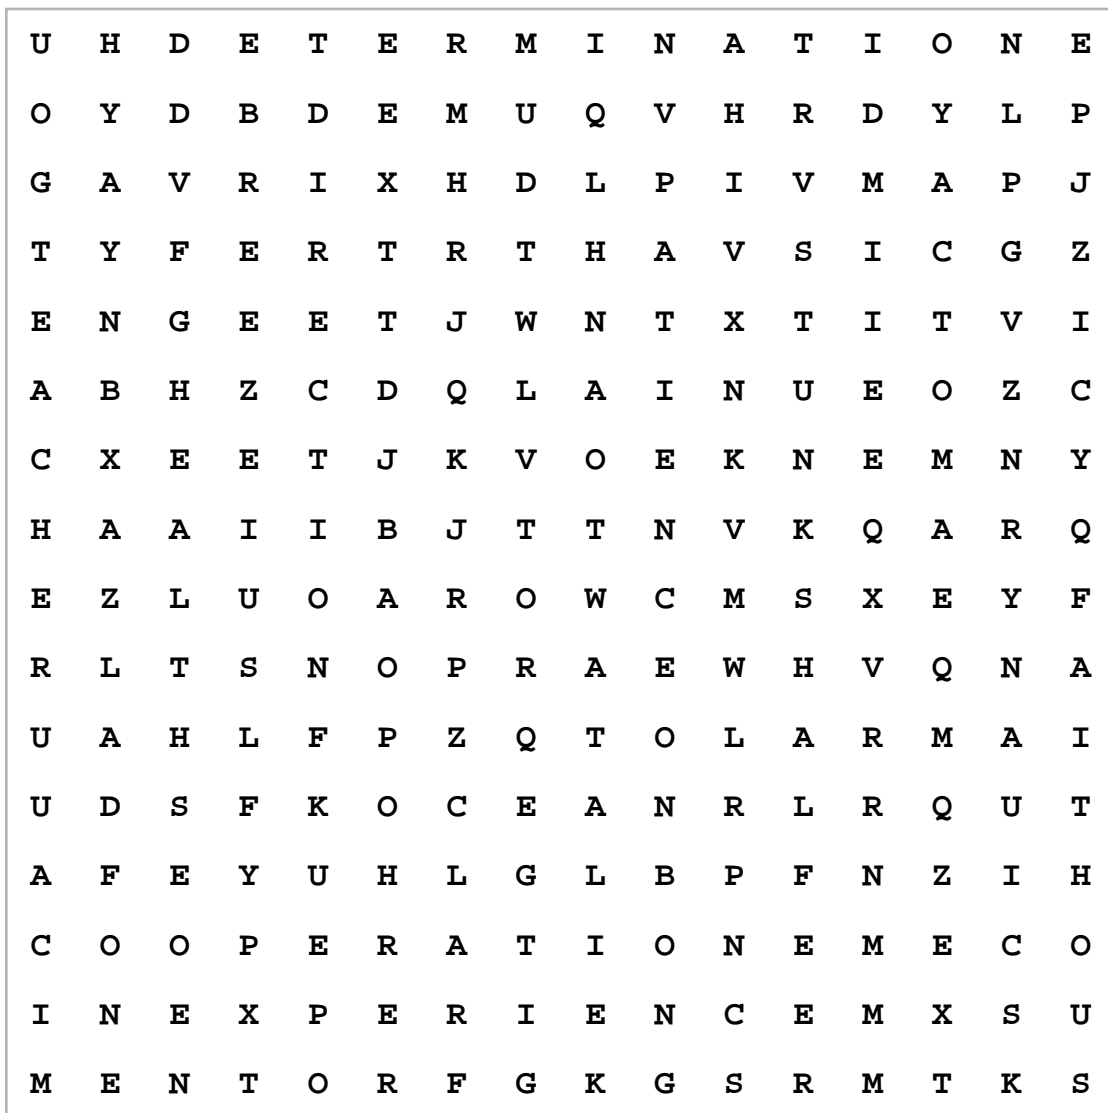 U H D E T E R M I N A T I O N E
O Y D B D E M U Q V H R D Y L P
G A V R I X H D L P I V M A P J
T Y F E R T R T H A V S I C G Z
E N G E E T J W N T X T I T V I
A B H Z C D Q L A I N U E O Z C
C X E E T J K V O E K N E M N Y
H A A I I B J T T N V K Q A R Q
E Z L U O A R O W C M S X E Y F
R L T S N O P R A E W H V Q N A
U A H L F P Z Q T O L A R M A I
U D S F K O C E A N R L R Q U T
A F E Y U H L G L B P F N Z I H
C O O P E R A T I O N E M E C O
I N E X P E R I E N C E M X S U
M E N T O R F G K G S R M T K S